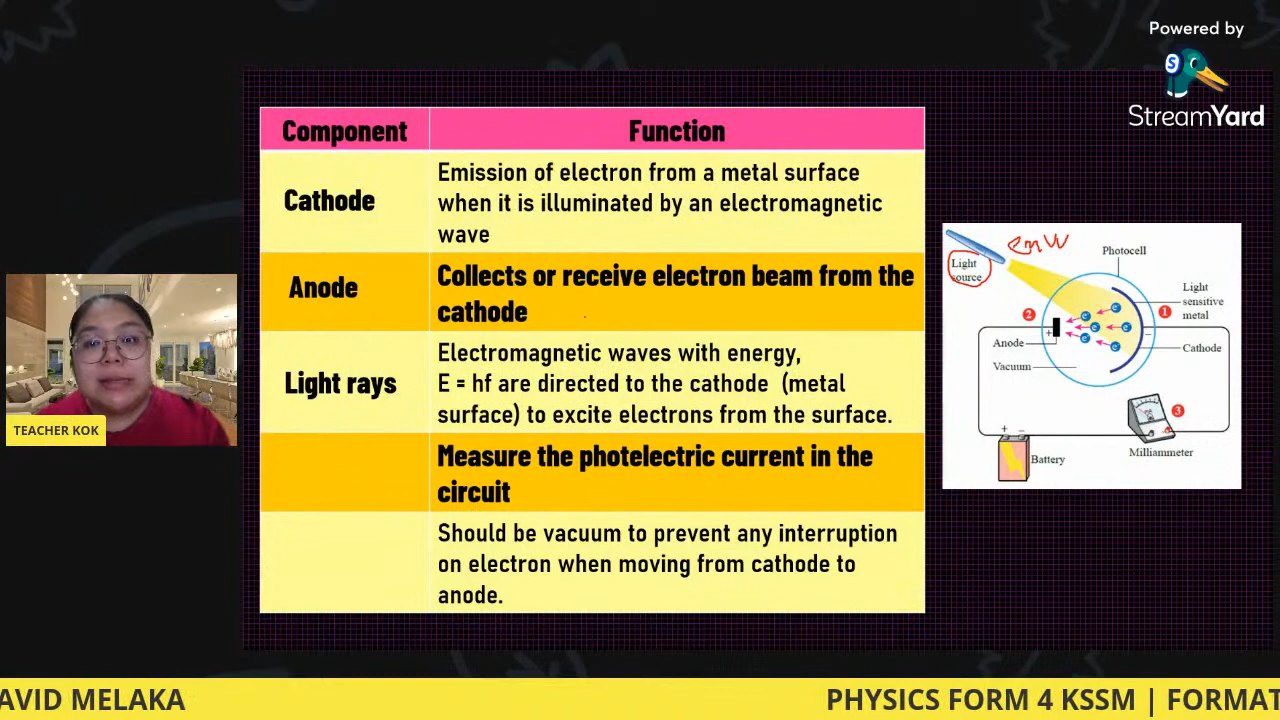 Powered by
StreamYard
Component
Function
Cathode
Emission of electron from a metal surface
when it is illuminated by an electromagnetic
wave
Anode
Collects or receive electron beam from the
cathode
Light rays
Electromagnetic waves with energy,
E = hf are directed to the cathode (metal
surface) to excite electrons from the surface.
Measure the photelectric current in the
circuit
Should be vacuum to prevent any interruption
on electron when moving from cathode to
anode.
emW
Light
source
Photocell
Light
sensitive
metal
1
2
+
−
e⁻
e⁻
e⁻
e⁻
e⁻
e⁻
e⁻
Anode
Cathode
Vacuum
3
+ −
Battery
Milliammeter
TEACHER KOK
AVID MELAKA
PHYSICS FORM 4 KSSM | FORMAT